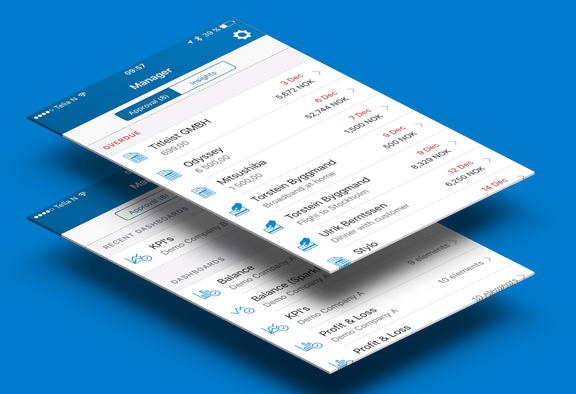 Telia N 09:57 39 %
Manager
Approval (8) Insights
OVERDUE
Titleist GMBH 3 Dec
699,00 5,672 NOK
Odyssey 6 Dec
6 500,00 52,744 NOK
Mitsushiba 7 Dec
1 500,00 1,500 NOK
Torstein Byggmand 9 Dec
Broadband at home 500 NOK
Torstein Byggmand 9 Dec
Flight to Stockholm 8,329 NOK
Ulrik Berntssen 12 Dec
Dinner with customer 6,250 NOK
Stylo 14 Dec
Telia N
Approval (8)
RECENT DASHBOARDS
KPI's
Demo Company
DASHBOARDS
Balance
Demo Company
Balance (Spark
Demo Company A
KPI's 9 elements
Demo Company A
Profit & Loss 10 elements
Demo Company A
Profit & Loss 10 elements